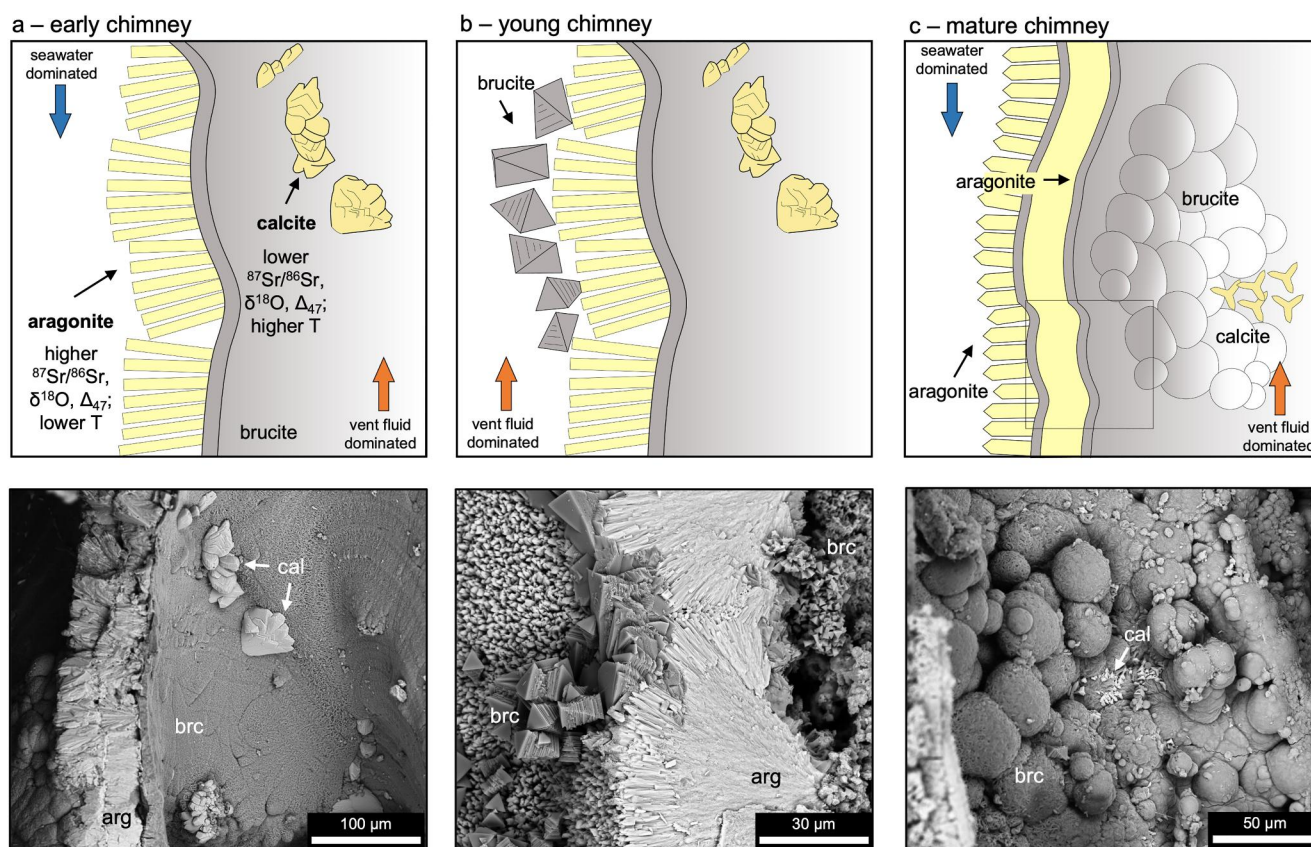 a – early chimney
seawater
dominated
calcite
lower
⁸⁷Sr/⁸⁶Sr,
δ¹⁸O, Δ₄₇;
higher T
aragonite
higher
⁸⁷Sr/⁸⁶Sr,
δ¹⁸O, Δ₄₇;
lower T
brucite
vent fluid
dominated
b – young chimney
brucite
vent fluid
dominated
c – mature chimney
seawater
dominated
aragonite
brucite
calcite
aragonite
vent fluid
dominated
cal
brc
arg
100 µm
brc
brc
arg
30 µm
cal
brc
50 µm